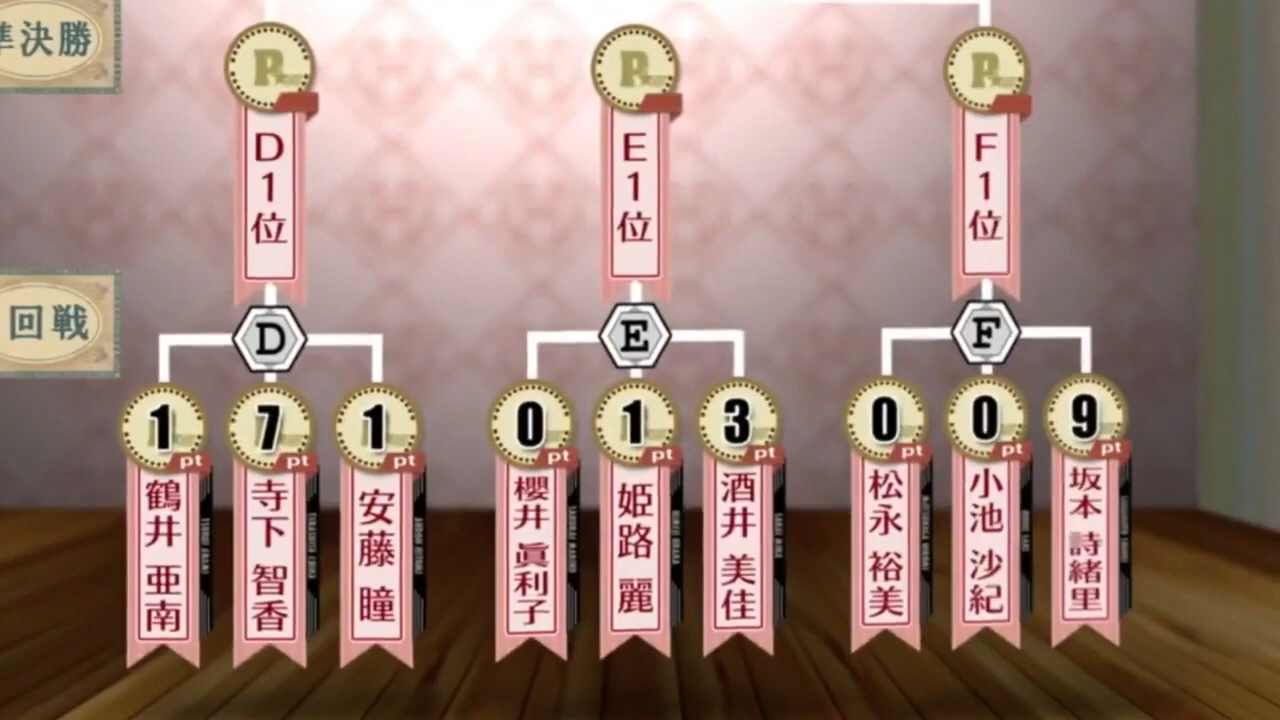 準決勝
D1位
E1位
F1位
回戦
D
E
F
1pt
7pt
1pt
0pt
1pt
3pt
0pt
0pt
9pt
鶴井 亜南
寺下 智香
安藤 瞳
櫻井 眞利子
姫路 麗
酒井 美佳
松永 裕美
小池 沙紀
坂本 詩緒里